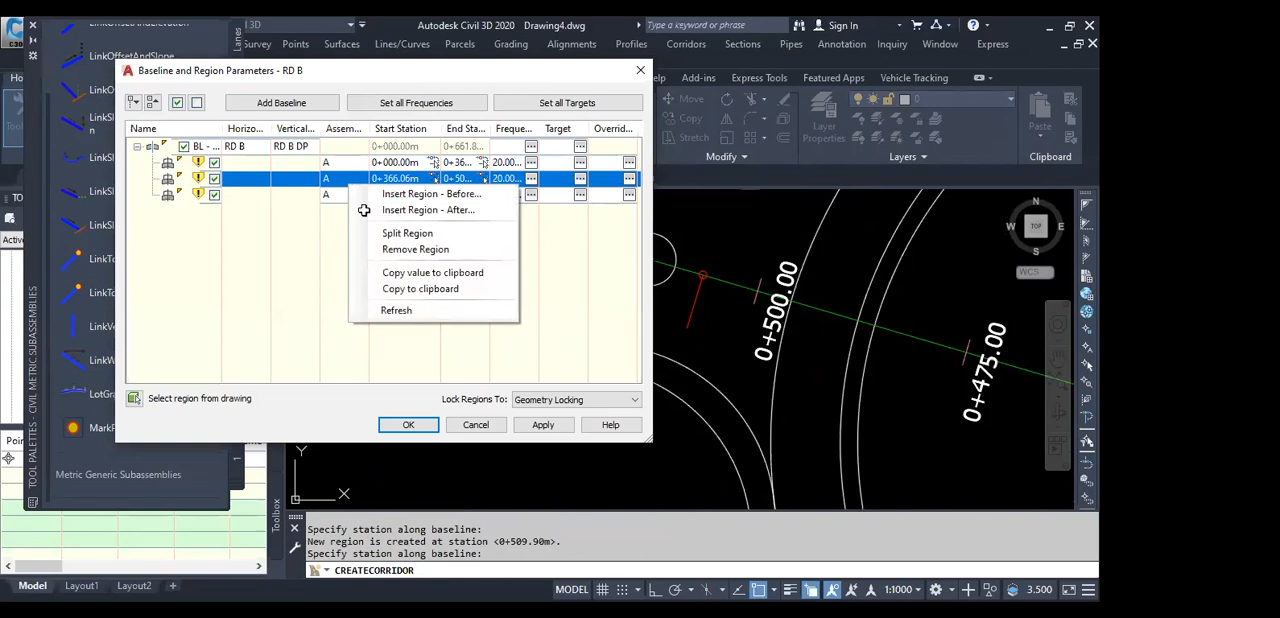 3D
Autodesk Civil 3D 2020 Drawing4.dwg
Type a keyword or phrase
Sign In
Survey Points Surfaces Lines/Curves Parcels Grading Alignments Profiles Corridors Sections Pipes Annotation Inquiry Window Express
Add-ins Express Tools Featured Apps Vehicle Tracking
Move
Copy
Stretch
Modify
Layer Properties
0
Layers
Paste
Clipboard
Lanes
LinkOffsetAndElevation
LinkOffsetAndSlope
LotGra
Metric Generic Subassemblies
TOOL PALETTES - CIVIL METRIC SUBASSEMBLIES
Toolbox
Baseline and Region Parameters - RD B
Add Baseline Set all Frequencies Set all Targets
Name Horizo... Vertical... Assem... Start Station End Sta... Freque... Target Overrid...
BL - ... RD B RD B DP 0+000.00m 0+661.8...
A 0+000.00m 0+36... 20.00...
A 0+366.06m 0+50... 20.00...
A
Insert Region - Before...
Insert Region - After...
Split Region
Remove Region
Copy value to clipboard
Copy to clipboard
Refresh
Select region from drawing Lock Regions To: Geometry Locking
OK Cancel Apply Help
0+500.00
0+475.00
N
W TOP E
S
WCS
Y
X
Specify station along baseline:
New region is created at station <0+509.90m>.
Specify station along baseline:
CREATECORRIDOR
Model Layout1 Layout2 +
MODEL 1:1000 3.500